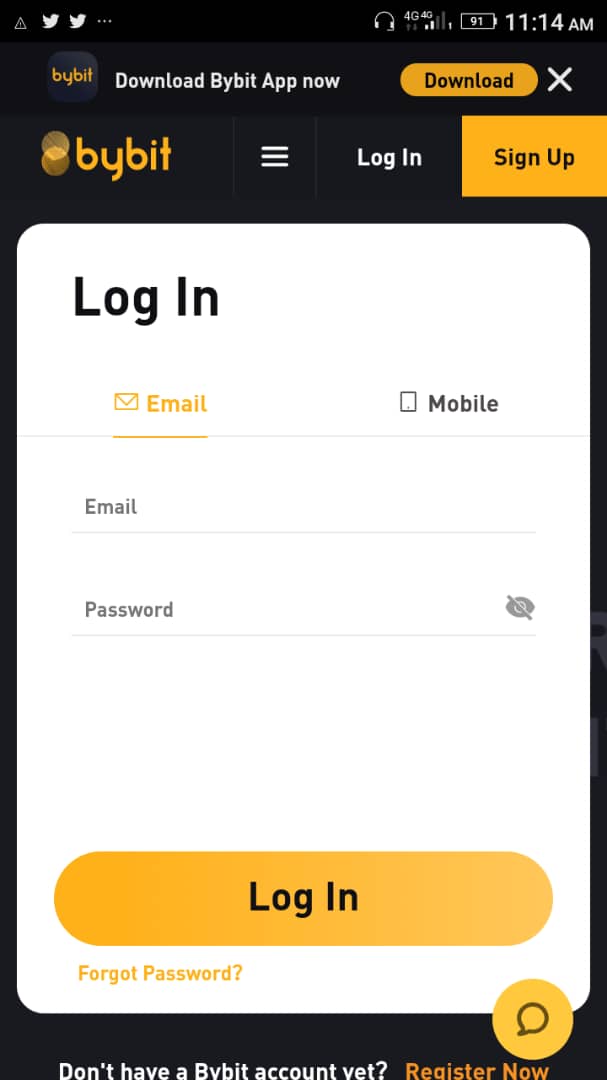 4G 4G 91 11:14 AM
bybit Download Bybit App now Download
bybit Log In Sign Up
Log In
Email Mobile
Email
Password
Log In
Forgot Password?
Don't have a Bybit account yet? Register Now